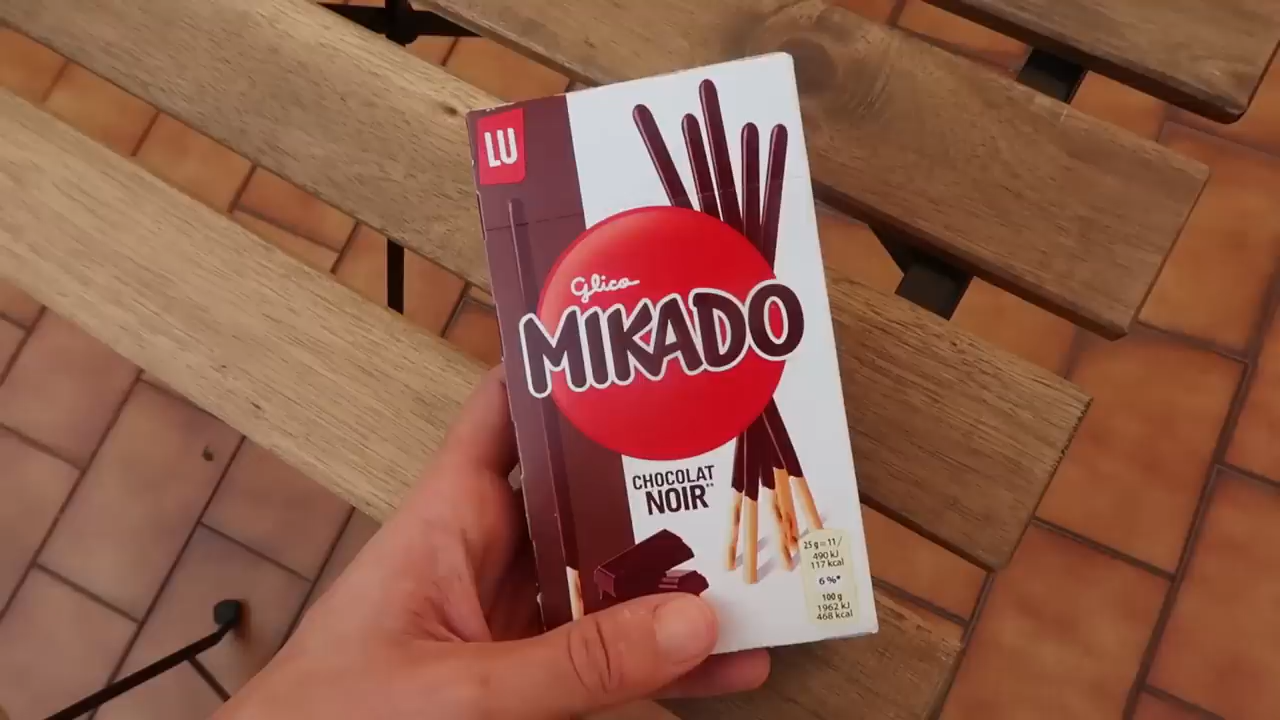 LU
Glico
MIKADO
CHOCOLAT
NOIR**
25 g = 11 /
490 kJ
117 kcal
6 %*
100 g
1962 kJ
468 kcal